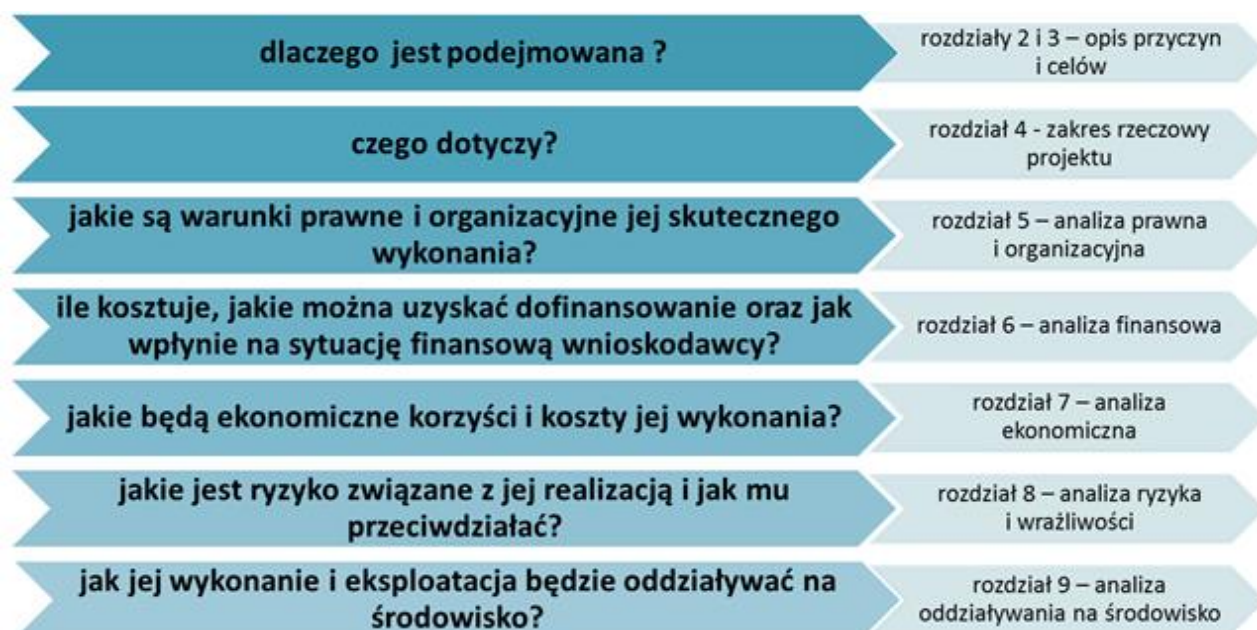 dlaczego jest podejmowana ?
rozdziały 2 i 3 – opis przyczyn
i celów
czego dotyczy?
rozdział 4 - zakres rzeczowy
projektu
jakie są warunki prawne i organizacyjne jej skutecznego
wykonania?
rozdział 5 – analiza prawna
i organizacyjna
ile kosztuje, jakie można uzyskać dofinansowanie oraz jak
wpłynie na sytuację finansową wnioskodawcy?
rozdział 6 – analiza finansowa
jakie będą ekonomiczne korzyści i koszty jej wykonania?
rozdział 7 – analiza
ekonomiczna
jakie jest ryzyko związane z jej realizacją i jak mu
przeciwdziałać?
rozdział 8 – analiza ryzyka
i wrażliwości
jak jej wykonanie i eksploatacja będzie oddziaływać na
środowisko?
rozdział 9 – analiza
oddziaływania na środowisko